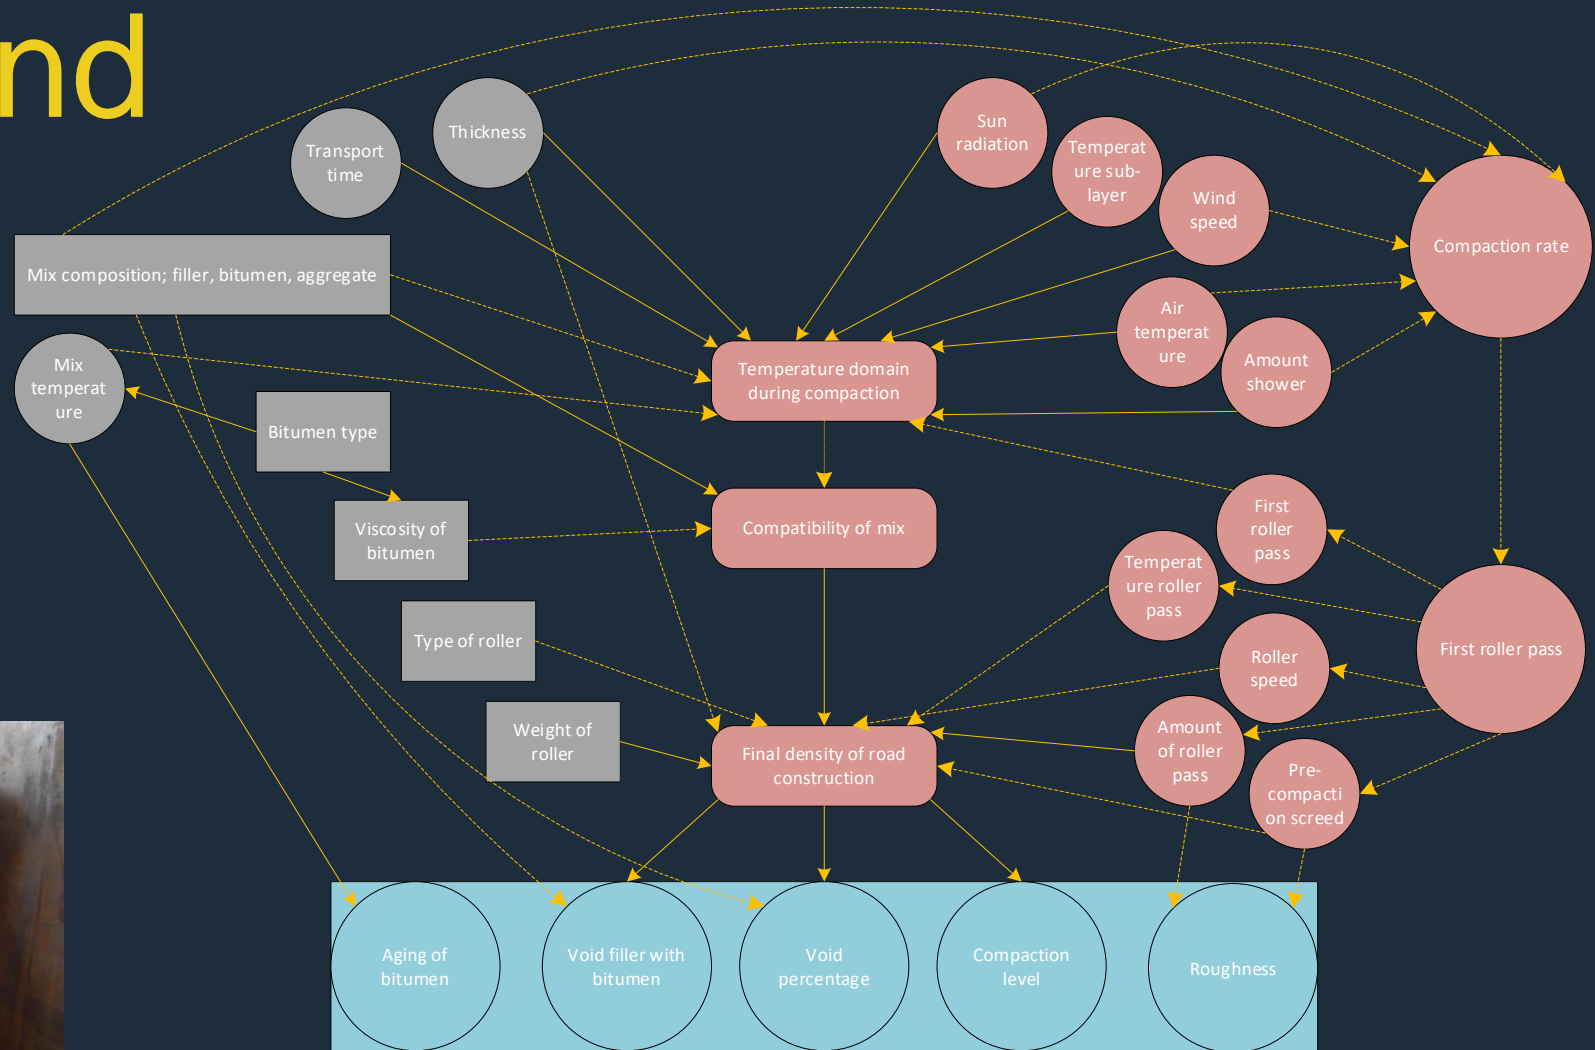 nd
Thickness
Transport
time
Sun
radiation
Temperat
ure sub-
layer
Wind
speed
Compaction rate
Mix composition; filler, bitumen, aggregate
Air
temperat
ure
Amount
shower
Mix
temperat
ure
Temperature domain
during compaction
Bitumen type
Viscosity of
bitumen
Compatibility of mix
First
roller
pass
Temperat
ure roller
pass
Type of roller
Roller
speed
First roller pass
Weight of
roller
Final density of road
construction
Amount
of roller
pass
Pre-
compacti
on screed
Aging of
bitumen
Void filler with
bitumen
Void
percentage
Compaction
level
Roughness